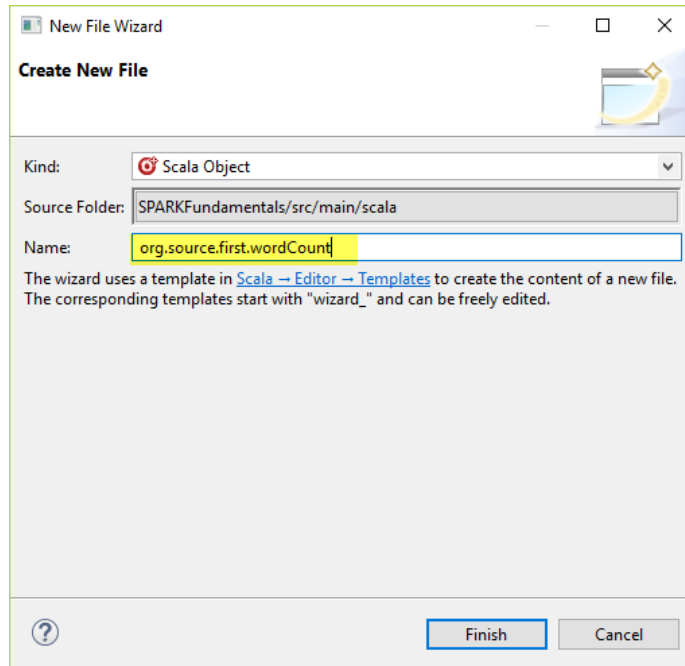 New File Wizard
Create New File
Kind: Scala Object
Source Folder: SPARKFundamentals/src/main/scala
Name: org.source.first.wordCount
The wizard uses a template in Scala → Editor → Templates to create the content of a new file.
The corresponding templates start with "wizard_" and can be freely edited.
? Finish Cancel